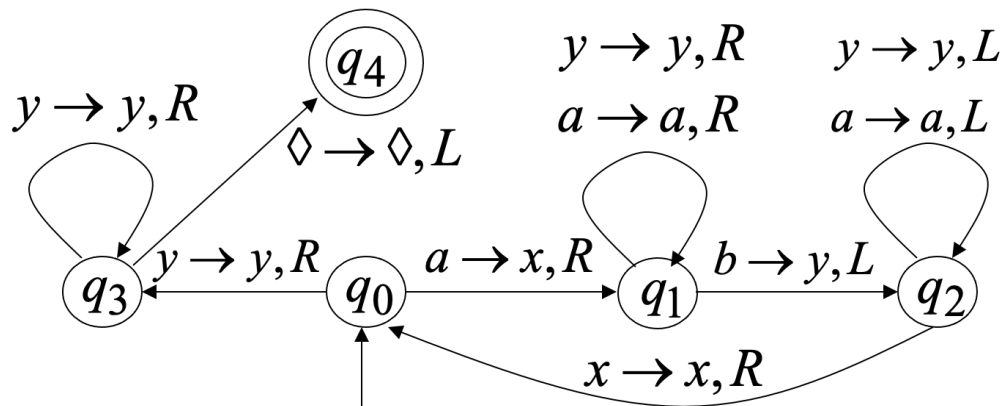 q₄
y → y, R
y → y, L
y → y, R
a → a, R
a → a, L
◊ → ◊, L
y → y, R
a → x, R
b → y, L
q₃
q₀
q₁
q₂
x → x, R